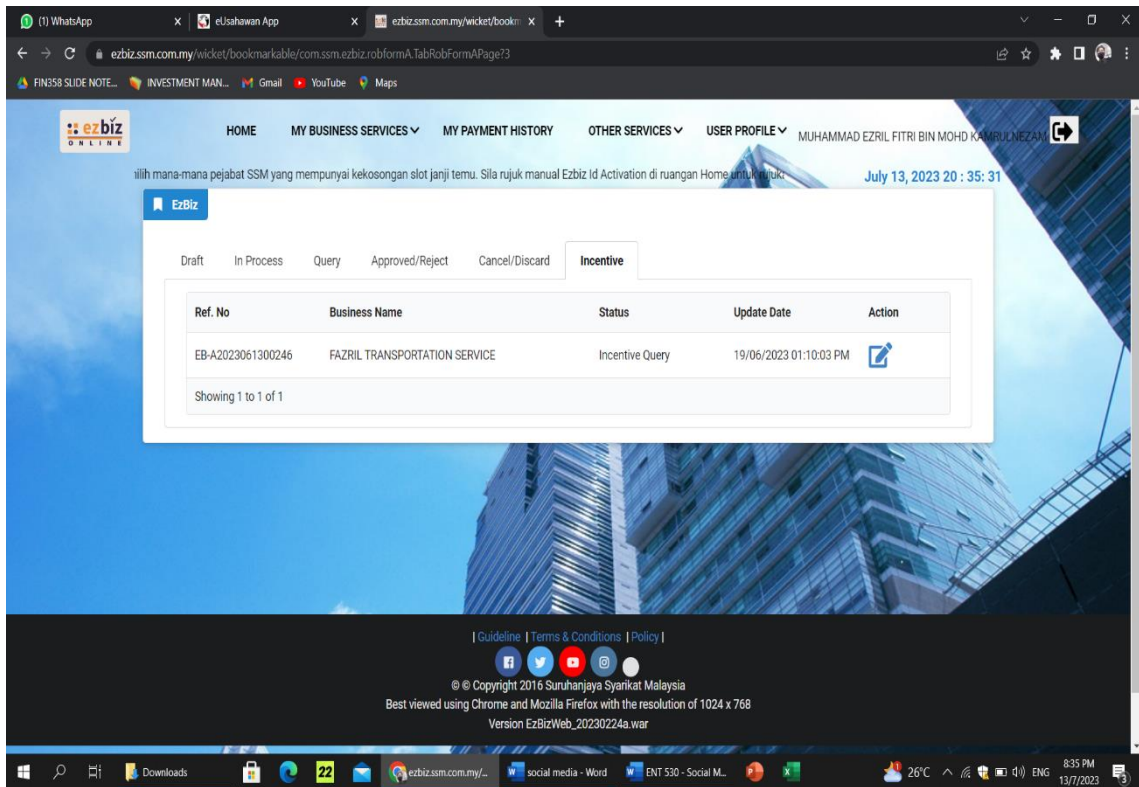 (1) WhatsApp
eUsahawan App
ezbiz.ssm.com.my/wicket/bookm
ezbiz.ssm.com.my/wicket/bookmarkable/com.ssm.ezbiz.robformA.TabRobFormAPage?3
FIN358 SLIDE NOTE... INVESTMENT MAN... Gmail YouTube Maps
ezbiz
ONLINE
HOME MY BUSINESS SERVICES MY PAYMENT HISTORY OTHER SERVICES USER PROFILE MUHAMMAD EZRIL FITRI BIN MOHD KAMRULNEZAM
ilih mana-mana pejabat SSM yang mempunyai kekosongan slot janji temu. Sila rujuk manual Ezbiz Id Activation di ruangan Home untuk rujuk
July 13, 2023 20 : 35: 31
EzBiz
Draft In Process Query Approved/Reject Cancel/Discard Incentive
Ref. No Business Name Status Update Date Action
EB-A2023061300246 FAZRIL TRANSPORTATION SERVICE Incentive Query 19/06/2023 01:10:03 PM
Showing 1 to 1 of 1
| Guideline | Terms & Conditions | Policy |
© © Copyright 2016 Suruhanjaya Syarikat Malaysia
Best viewed using Chrome and Mozilla Firefox with the resolution of 1024 x 768
Version EzBizWeb_20230224a.war
Downloads 22 ezbiz.ssm.com.my/... social media - Word ENT 530 - Social M... 26°C ENG 8:35 PM
13/7/2023